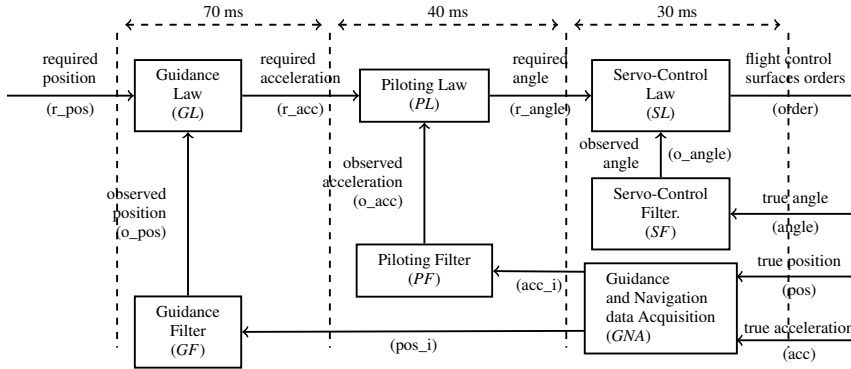 70 ms
40 ms
30 ms
required
position
(r_pos)
Guidance
Law
(GL)
required
acceleration
(r_acc)
Piloting Law
(PL)
required
angle
(r_angle)
Servo-Control
Law
(SL)
flight control
surfaces orders
(order)
observed
angle
(o_angle)
observed
acceleration
(o_acc)
observed
position
(o_pos)
Servo-Control
Filter.
(SF)
true angle
(angle)
Piloting Filter
(PF)
(acc_i)
Guidance
and Navigation
data Acquisition
(GNA)
true position
(pos)
Guidance
Filter
(GF)
(pos_i)
true acceleration
(acc)